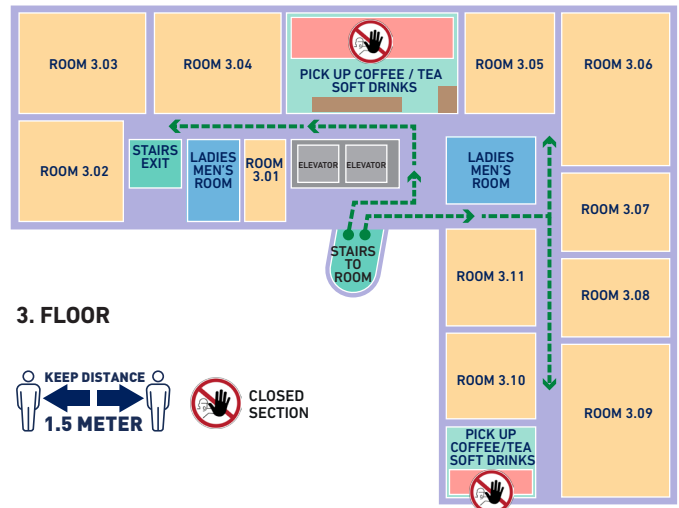 ROOM 3.03
ROOM 3.04
PICK UP COFFEE / TEA
SOFT DRINKS
ROOM 3.05
ROOM 3.06
ROOM 3.02
STAIRS
EXIT
LADIES
MEN'S
ROOM
ROOM
3.01
ELEVATOR
ELEVATOR
LADIES
MEN'S
ROOM
ROOM 3.07
STAIRS
TO
ROOM
ROOM 3.11
ROOM 3.08
3. FLOOR
KEEP DISTANCE
1.5 METER
CLOSED
SECTION
ROOM 3.10
ROOM 3.09
PICK UP
COFFEE/TEA
SOFT DRINKS